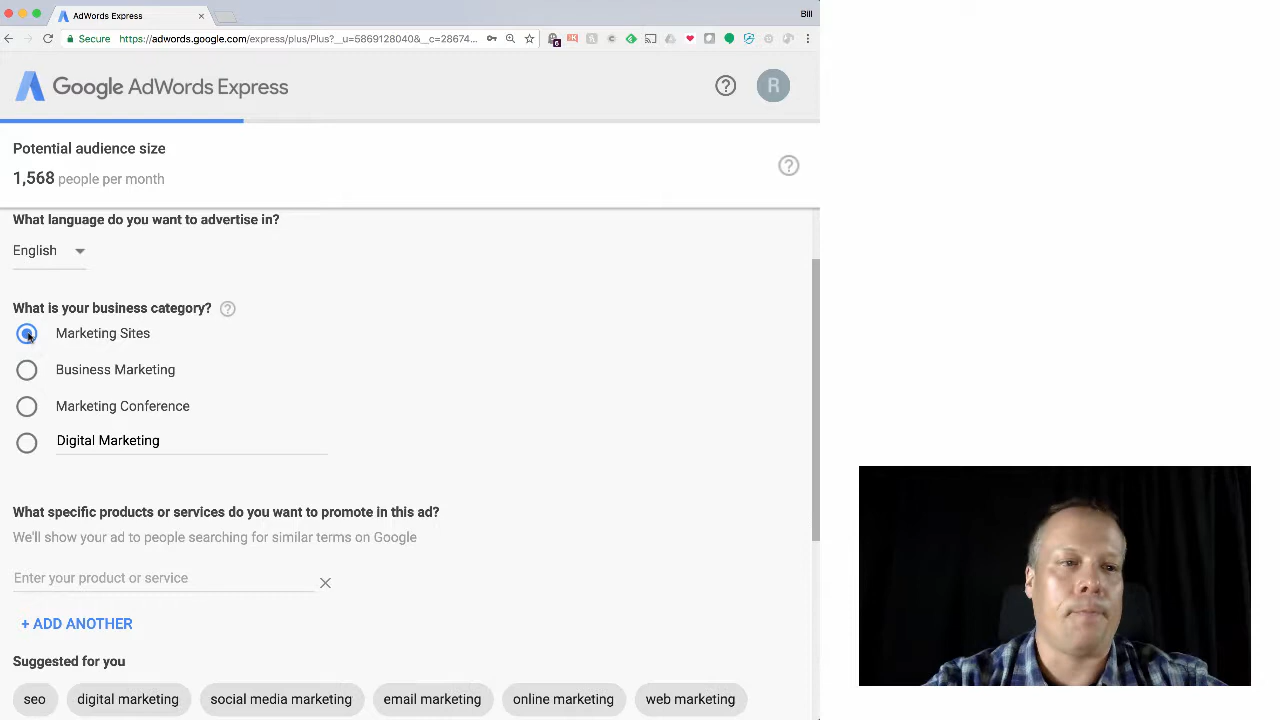 AdWords Express
Bill
Secure https://adwords.google.com/express/plus/Plus?__u=5869128040&__c=28674...
6
Google AdWords Express
R
Potential audience size
1,568 people per month
What language do you want to advertise in?
English
What is your business category?
Marketing Sites
Business Marketing
Marketing Conference
Digital Marketing
What specific products or services do you want to promote in this ad?
We'll show your ad to people searching for similar terms on Google
Enter your product or service
+ ADD ANOTHER
Suggested for you
seo digital marketing social media marketing email marketing online marketing web marketing